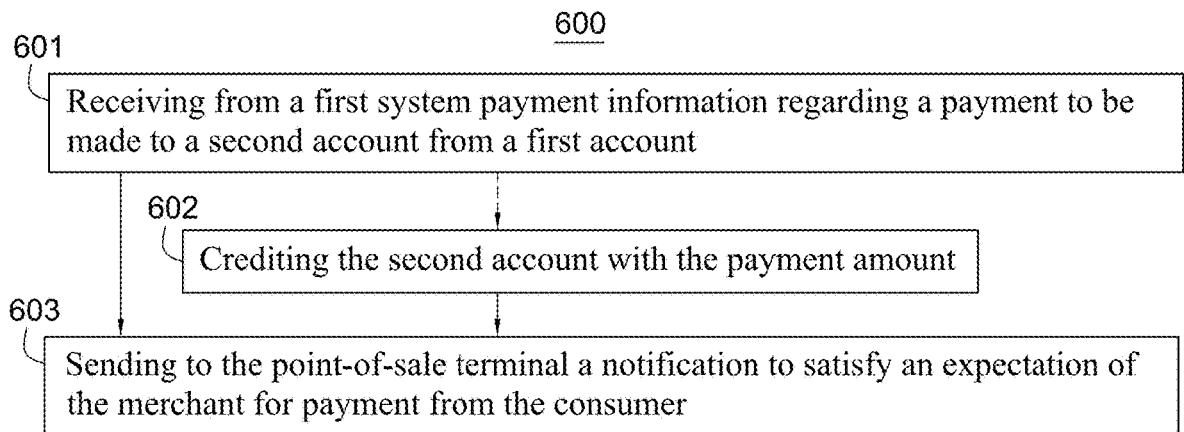 600
601
Receiving from a first system payment information regarding a payment to be
made to a second account from a first account
602
Crediting the second account with the payment amount
603
Sending to the point-of-sale terminal a notification to satisfy an expectation of
the merchant for payment from the consumer